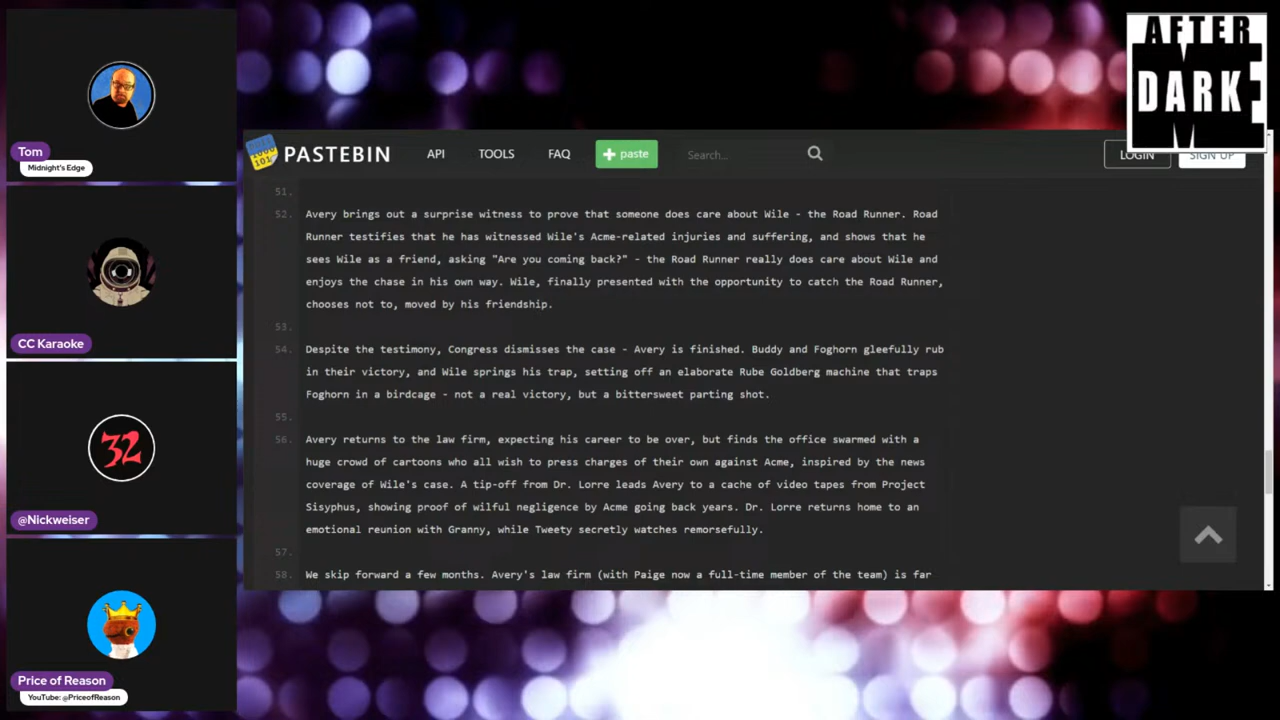 Tom
Midnight's Edge
CC Karaoke
32
@Nickweiser
Price of Reason
YouTube: @PriceofReason
AFTER
DARK
ME
PASTEBIN
API
TOOLS
FAQ
+ paste
Search...
LOGIN
SIGN UP
51.
52. Avery brings out a surprise witness to prove that someone does care about Wile - the Road Runner. Road
Runner testifies that he has witnessed Wile's Acme-related injuries and suffering, and shows that he
sees Wile as a friend, asking "Are you coming back?" - the Road Runner really does care about Wile and
enjoys the chase in his own way. Wile, finally presented with the opportunity to catch the Road Runner,
chooses not to, moved by his friendship.
53.
54. Despite the testimony, Congress dismisses the case - Avery is finished. Buddy and Foghorn gleefully rub
in their victory, and Wile springs his trap, setting off an elaborate Rube Goldberg machine that traps
Foghorn in a birdcage - not a real victory, but a bittersweet parting shot.
55.
56. Avery returns to the law firm, expecting his career to be over, but finds the office swarmed with a
huge crowd of cartoons who all wish to press charges of their own against Acme, inspired by the news
coverage of Wile's case. A tip-off from Dr. Lorre leads Avery to a cache of video tapes from Project
Sisyphus, showing proof of wilful negligence by Acme going back years. Dr. Lorre returns home to an
emotional reunion with Granny, while Tweety secretly watches remorsefully.
57.
58. We skip forward a few months. Avery's law firm (with Paige now a full-time member of the team) is far